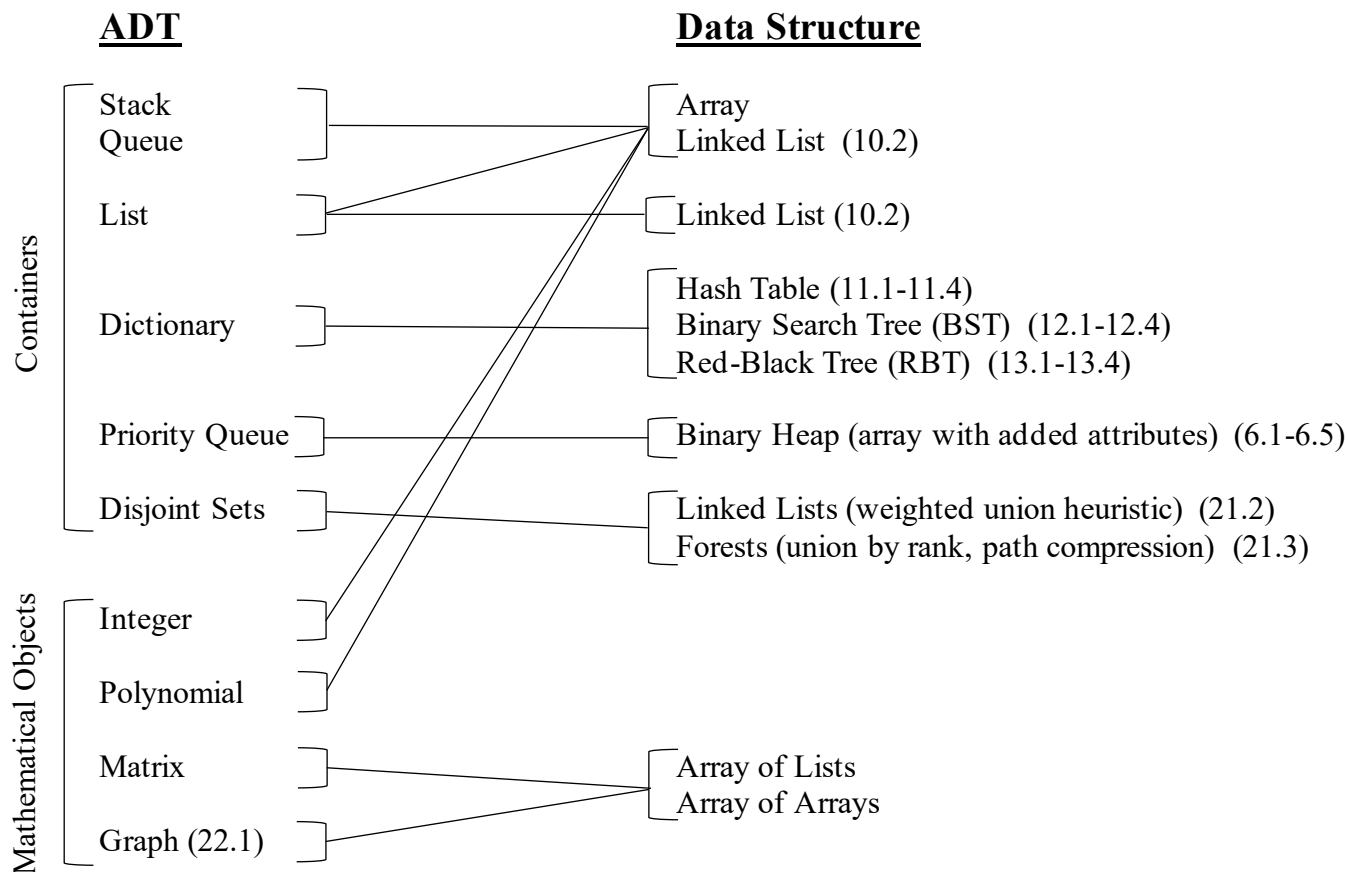 ADT
Data Structure
Containers
Stack
Queue
Array
Linked List (10.2)
List
Linked List (10.2)
Dictionary
Hash Table (11.1-11.4)
Binary Search Tree (BST) (12.1-12.4)
Red-Black Tree (RBT) (13.1-13.4)
Priority Queue
Binary Heap (array with added attributes) (6.1-6.5)
Disjoint Sets
Linked Lists (weighted union heuristic) (21.2)
Forests (union by rank, path compression) (21.3)
Mathematical Objects
Integer
Polynomial
Matrix
Graph (22.1)
Array of Lists
Array of Arrays